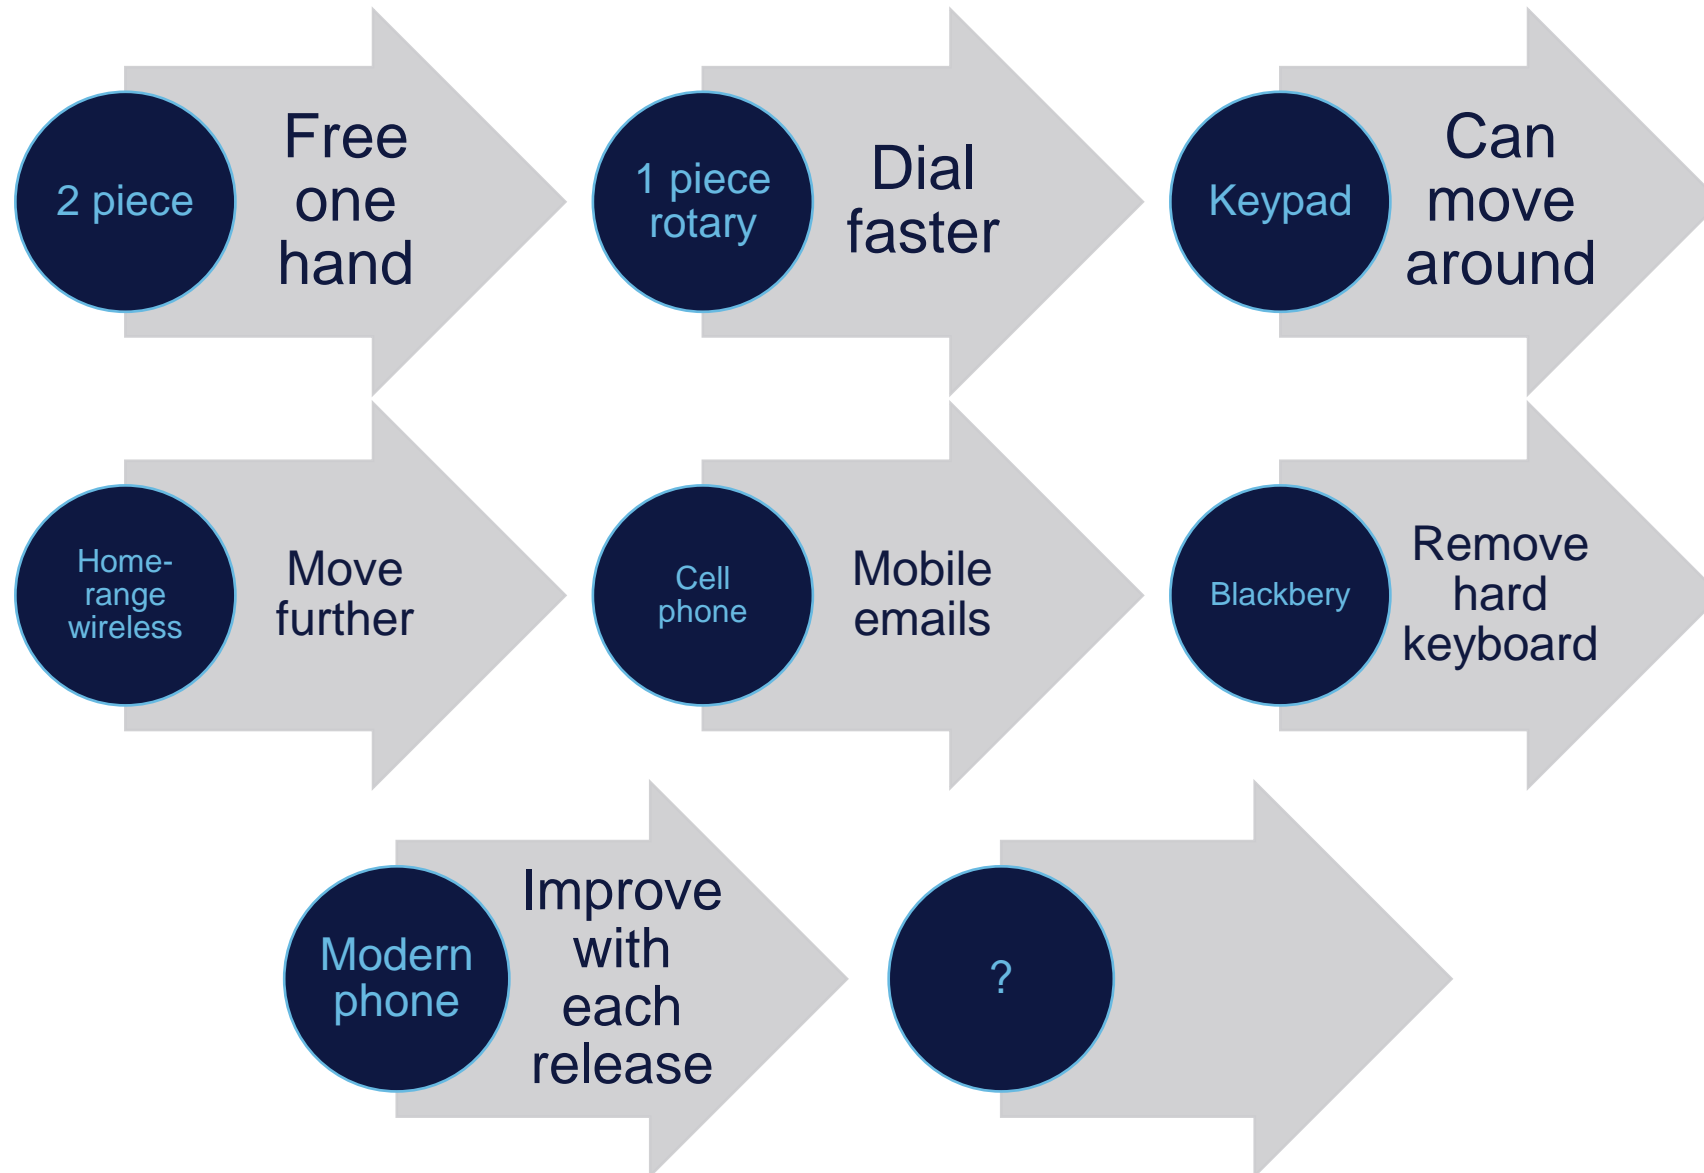 2 piece
Free
one
hand
1 piece
rotary
Dial
faster
Keypad
Can
move
around
Home-
range
wireless
Move
further
Cell
phone
Mobile
emails
Blackbery
Remove
hard
keyboard
Modern
phone
Improve
with
each
release
?